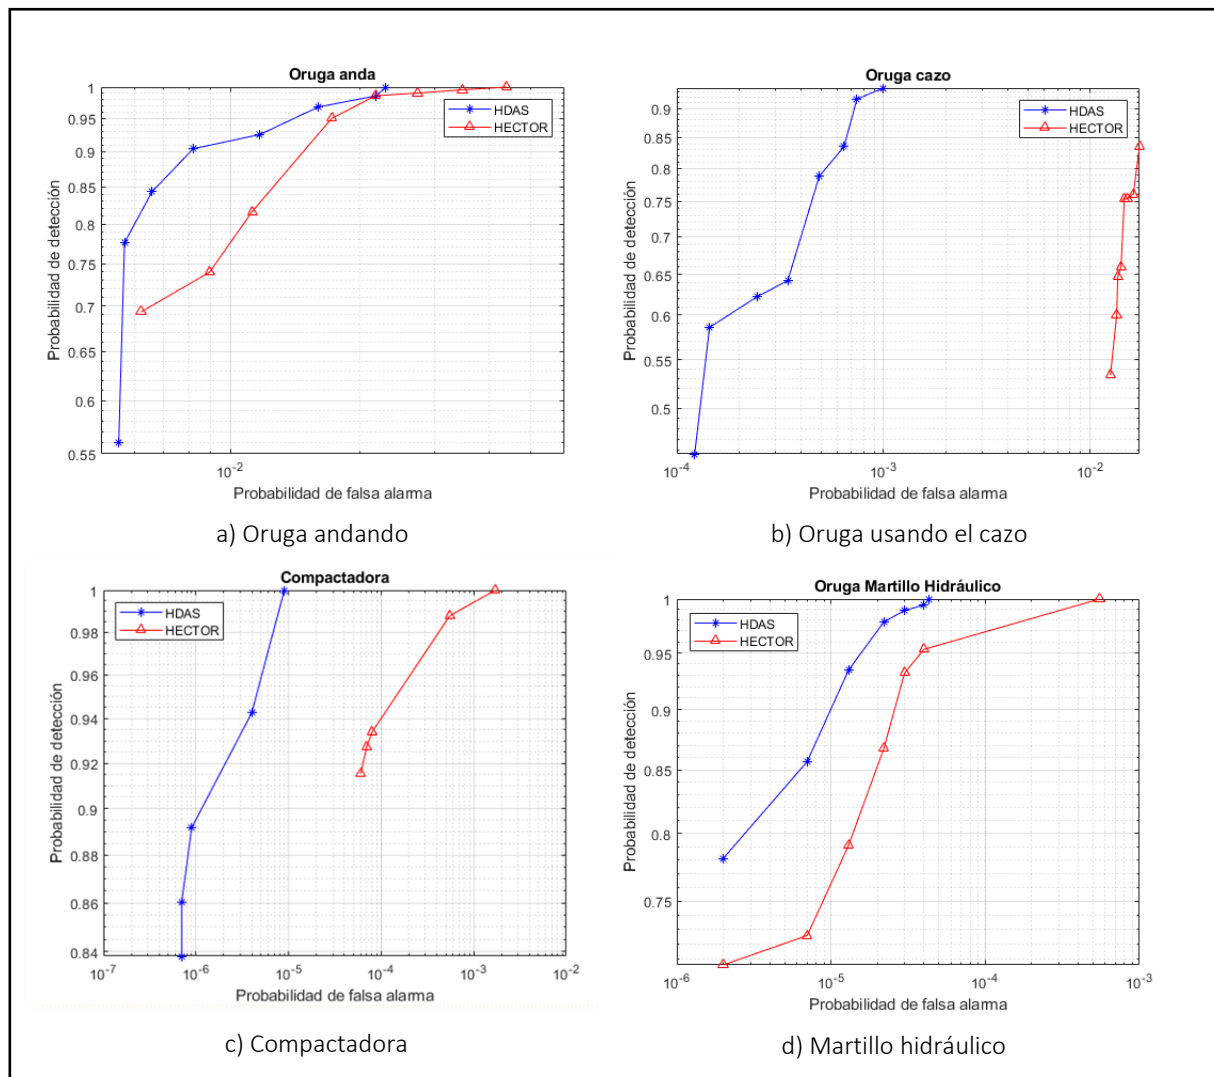 Oruga anda
1
0.95
0.9
0.85
0.8
0.75
0.7
0.65
0.6
0.55
Probabilidad de detección
HDAS
HECTOR
10-2
Probabilidad de falsa alarma
a) Oruga andando
Oruga cazo
0.9
0.85
0.8
0.75
0.7
0.65
0.6
0.55
0.5
Probabilidad de detección
HDAS
HECTOR
10-4 10-3 10-2
Probabilidad de falsa alarma
b) Oruga usando el cazo
Compactadora
1
0.98
0.96
0.94
0.92
0.9
0.88
0.86
0.84
Probabilidad de detección
HDAS
HECTOR
10-7 10-6 10-5 10-4 10-3 10-2
Probabilidad de falsa alarma
c) Compactadora
Oruga Martillo Hidráulico
1
0.95
0.9
0.85
0.8
0.75
Probabilidad de detección
HDAS
HECTOR
10-6 10-5 10-4 10-3
Probabilidad de falsa alarma
d) Martillo hidráulico